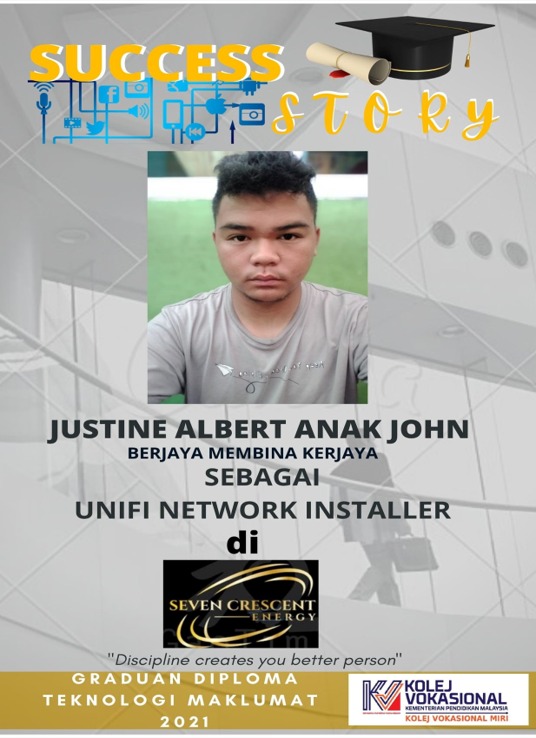 SUCCESS
STORY
JUSTINE ALBERT ANAK JOHN
BERJAYA MEMBINA KERJAYA
SEBAGAI
UNIFI NETWORK INSTALLER
di
SEVEN CRESCENT
ENERGY
"Discipline creates you better person"
GRADUAN DIPLOMA
TEKNOLOGI MAKLUMAT
2021
KV KOLEJ
VOKASIONAL
KEMENTERIAN PENDIDIKAN MALAYSIA
KOLEJ VOKASIONAL MIRI